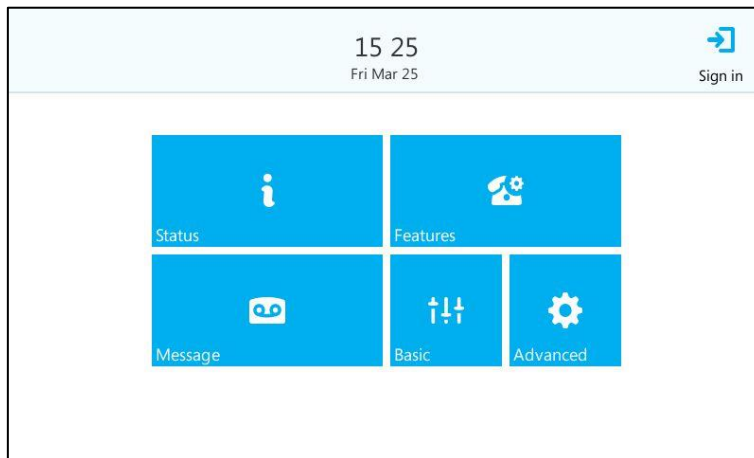 15 25
Fri Mar 25
Sign in
Status
Features
Message
Basic
Advanced